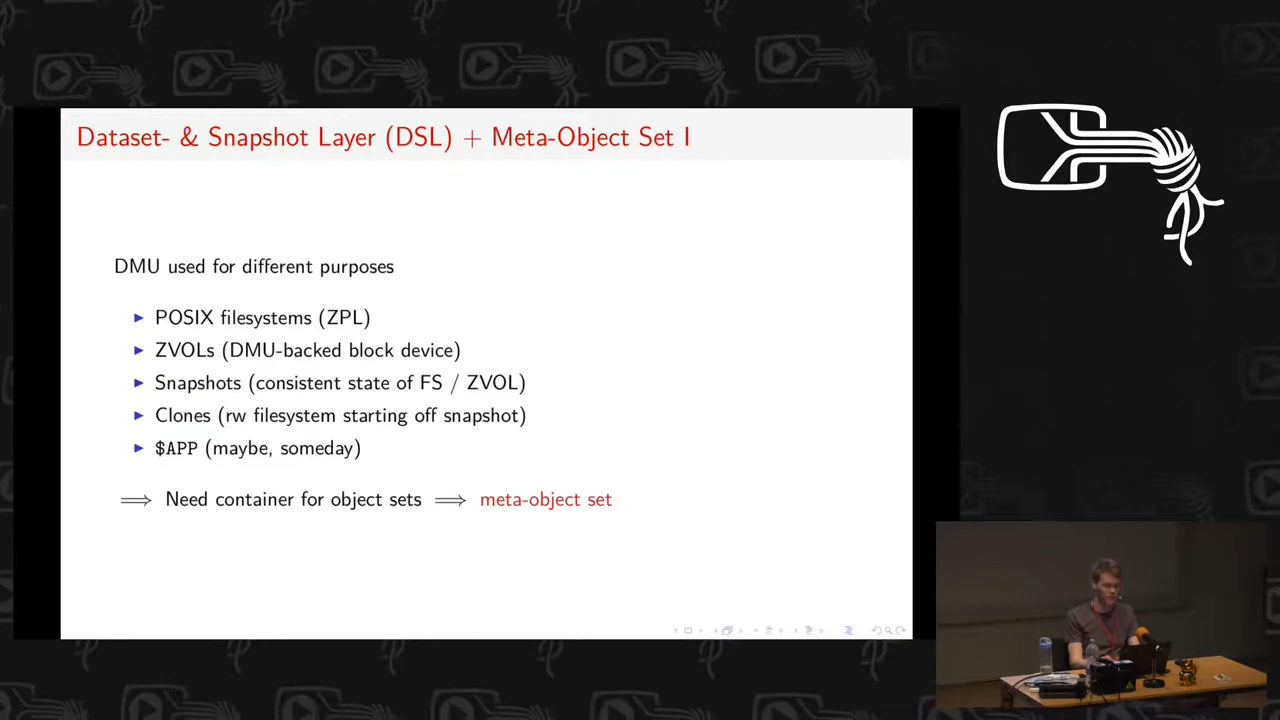 Dataset- & Snapshot Layer (DSL) + Meta-Object Set I
DMU used for different purposes
▶ POSIX filesystems (ZPL)
▶ ZVOLs (DMU-backed block device)
▶ Snapshots (consistent state of FS / ZVOL)
▶ Clones (rw filesystem starting off snapshot)
▶ $APP (maybe, someday)
⟹ Need container for object sets ⟹ meta-object set